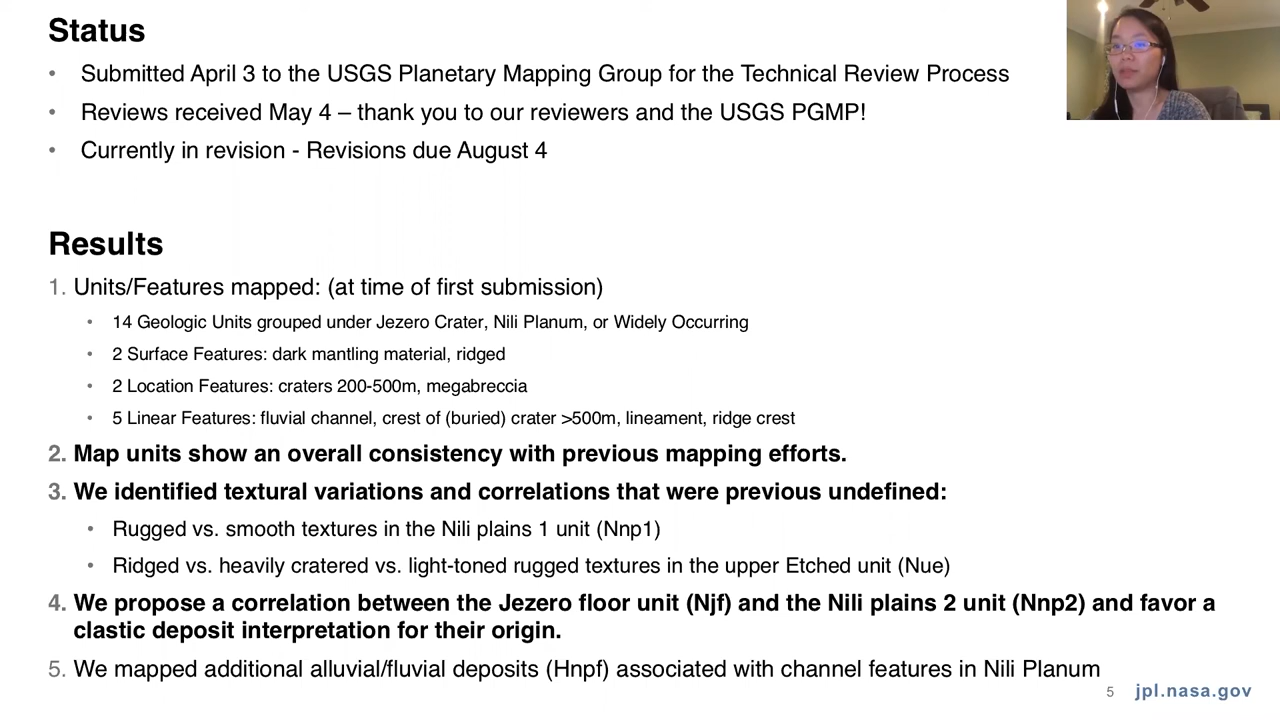 Status
• Submitted April 3 to the USGS Planetary Mapping Group for the Technical Review Process
• Reviews received May 4 – thank you to our reviewers and the USGS PGMP!
• Currently in revision - Revisions due August 4
Results
1. Units/Features mapped: (at time of first submission)
• 14 Geologic Units grouped under Jezero Crater, Nili Planum, or Widely Occurring
• 2 Surface Features: dark mantling material, ridged
• 2 Location Features: craters 200-500m, megabreccia
• 5 Linear Features: fluvial channel, crest of (buried) crater >500m, lineament, ridge crest
2. Map units show an overall consistency with previous mapping efforts.
3. We identified textural variations and correlations that were previous undefined:
• Rugged vs. smooth textures in the Nili plains 1 unit (Nnp1)
• Ridged vs. heavily cratered vs. light-toned rugged textures in the upper Etched unit (Nue)
4. We propose a correlation between the Jezero floor unit (Njf) and the Nili plains 2 unit (Nnp2) and favor a
clastic deposit interpretation for their origin.
5. We mapped additional alluvial/fluvial deposits (Hnpf) associated with channel features in Nili Planum
5 jpl.nasa.gov